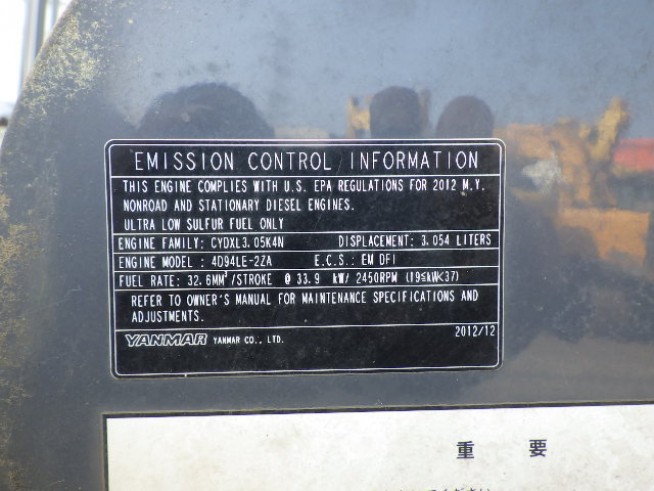 EMISSION CONTROL INFORMATION
THIS ENGINE COMPLIES WITH U.S. EPA REGULATIONS FOR 2012 M.Y.
NONROAD AND STATIONARY DIESEL ENGINES.
ULTRA LOW SULFUR FUEL ONLY
ENGINE FAMILY: CYDXL3.05K4N DISPLACEMENT: 3.054 LITERS
ENGINE MODEL : 4D94LE-2ZA E.C.S.: EM DFI
FUEL RATE: 32.6MM³/STROKE @ 33.9 kW/ 2450RPM (19≤kW<37)
REFER TO OWNER'S MANUAL FOR MAINTENANCE SPECIFICATIONS AND
ADJUSTMENTS.
YANMAR YANMAR CO., LTD. 2012/12
重 要